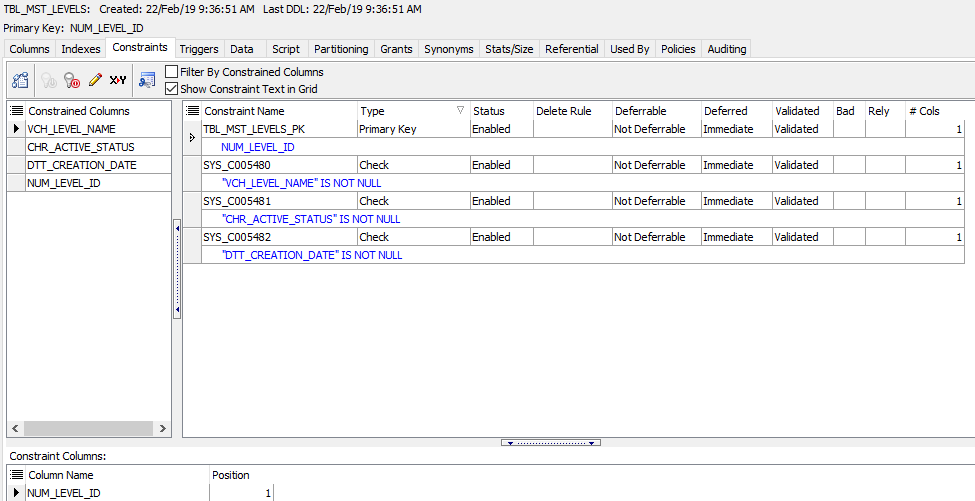 TBL_MST_LEVELS: Created: 22/Feb/19 9:36:51 AM Last DDL: 22/Feb/19 9:36:51 AM
Primary Key: NUM_LEVEL_ID
Columns Indexes Constraints Triggers Data Script Partitioning Grants Synonyms Stats/Size Referential Used By Policies Auditing
X+Y
Filter By Constrained Columns
Show Constraint Text in Grid
Constrained Columns
VCH_LEVEL_NAME
CHR_ACTIVE_STATUS
DTT_CREATION_DATE
NUM_LEVEL_ID
Constraint Name Type Status Delete Rule Deferrable Deferred Validated Bad Rely # Cols
TBL_MST_LEVELS_PK Primary Key Enabled Not Deferrable Immediate Validated 1
NUM_LEVEL_ID
SYS_C005480 Check Enabled Not Deferrable Immediate Validated 1
"VCH_LEVEL_NAME" IS NOT NULL
SYS_C005481 Check Enabled Not Deferrable Immediate Validated 1
"CHR_ACTIVE_STATUS" IS NOT NULL
SYS_C005482 Check Enabled Not Deferrable Immediate Validated 1
"DTT_CREATION_DATE" IS NOT NULL
Constraint Columns:
Column Name Position
NUM_LEVEL_ID 1